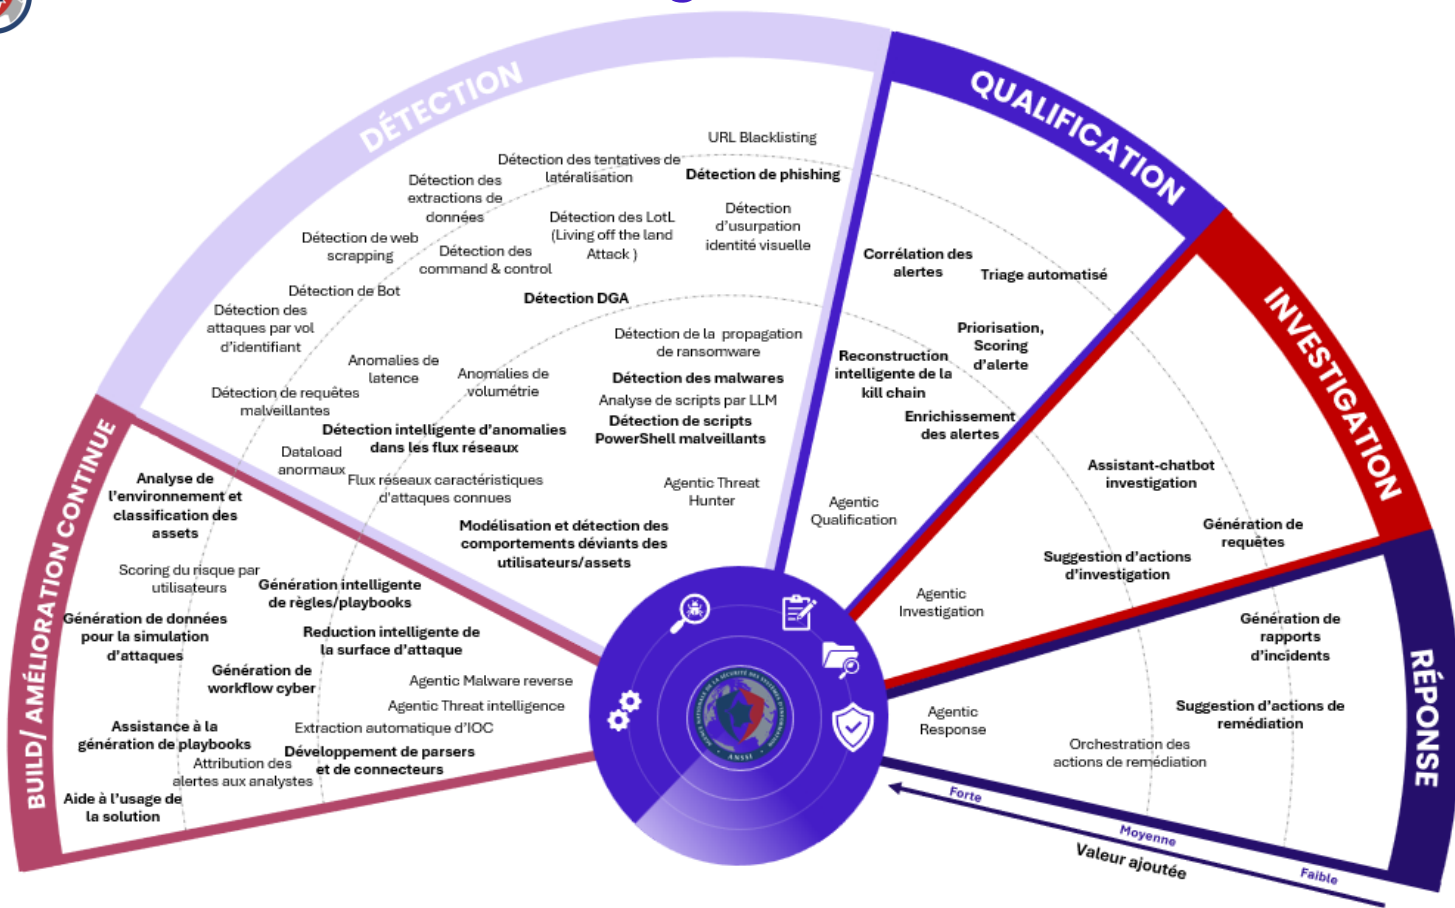 DÉTECTION
URL Blacklisting
Détection des tentatives de
latéralisation
Détection de phishing
Détection des
extractions de
données
Détection des LotL
(Living off the land
Attack )
Détection
d'usurpation
identité visuelle
Détection de web
scrapping
Détection des
command & control
Détection de Bot
Détection DGA
Détection des
attaques par vol
d'identifiant
Détection de la propagation
de ransomware
Anomalies de
latence
Anomalies de
volumétrie
Détection des malwares
Analyse de scripts par LLM
Détection de requêtes
malveillantes
Détection de scripts
PowerShell malveillants
Détection intelligente d'anomalies
dans les flux réseaux
Dataload
anormaux
Flux réseaux caractéristiques
d'attaques connues
Agentic Threat
Hunter
Modélisation et détection des
comportements déviants des
utilisateurs/assets
QUALIFICATION
Corrélation des
alertes
Triage automatisé
Priorisation,
Scoring
d'alerte
Reconstruction
intelligente de la
kill chain
Enrichissement
des alertes
Agentic
Qualification
INVESTIGATION
Assistant-chatbot
investigation
Génération de
requêtes
Suggestion d'actions
d'investigation
Agentic
Investigation
RÉPONSE
Génération de
rapports
d'incidents
Suggestion d'actions de
remédiation
Agentic
Response
Orchestration des
actions de remédiation
BUILD/ AMÉLIORATION CONTINUE
Analyse de
l'environnement et
classification des
assets
Scoring du risque par
utilisateurs
Génération intelligente
de règles/playbooks
Génération de données
pour la simulation
d'attaques
Reduction intelligente de
la surface d'attaque
Génération de
workflow cyber
Agentic Malware reverse
Agentic Threat intelligence
Assistance à la
génération de playbooks
Extraction automatique d'IOC
Développement de parsers
et de connecteurs
Attribution des
alertes aux analystes
Aide à l'usage de
la solution
ANSSI
Forte
Moyenne
Faible
Valeur ajoutée